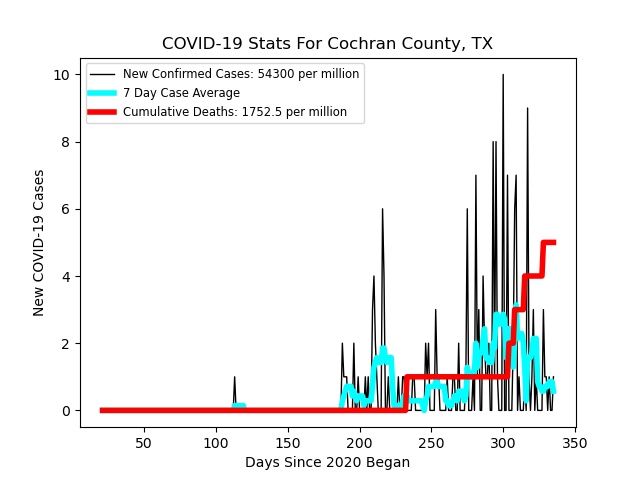 COVID-19 Stats For Cochran County, TX
New Confirmed Cases: 54300 per million
7 Day Case Average
Cumulative Deaths: 1752.5 per million
New COVID-19 Cases
10
8
6
4
2
0
50 100 150 200 250 300 350
Days Since 2020 Began